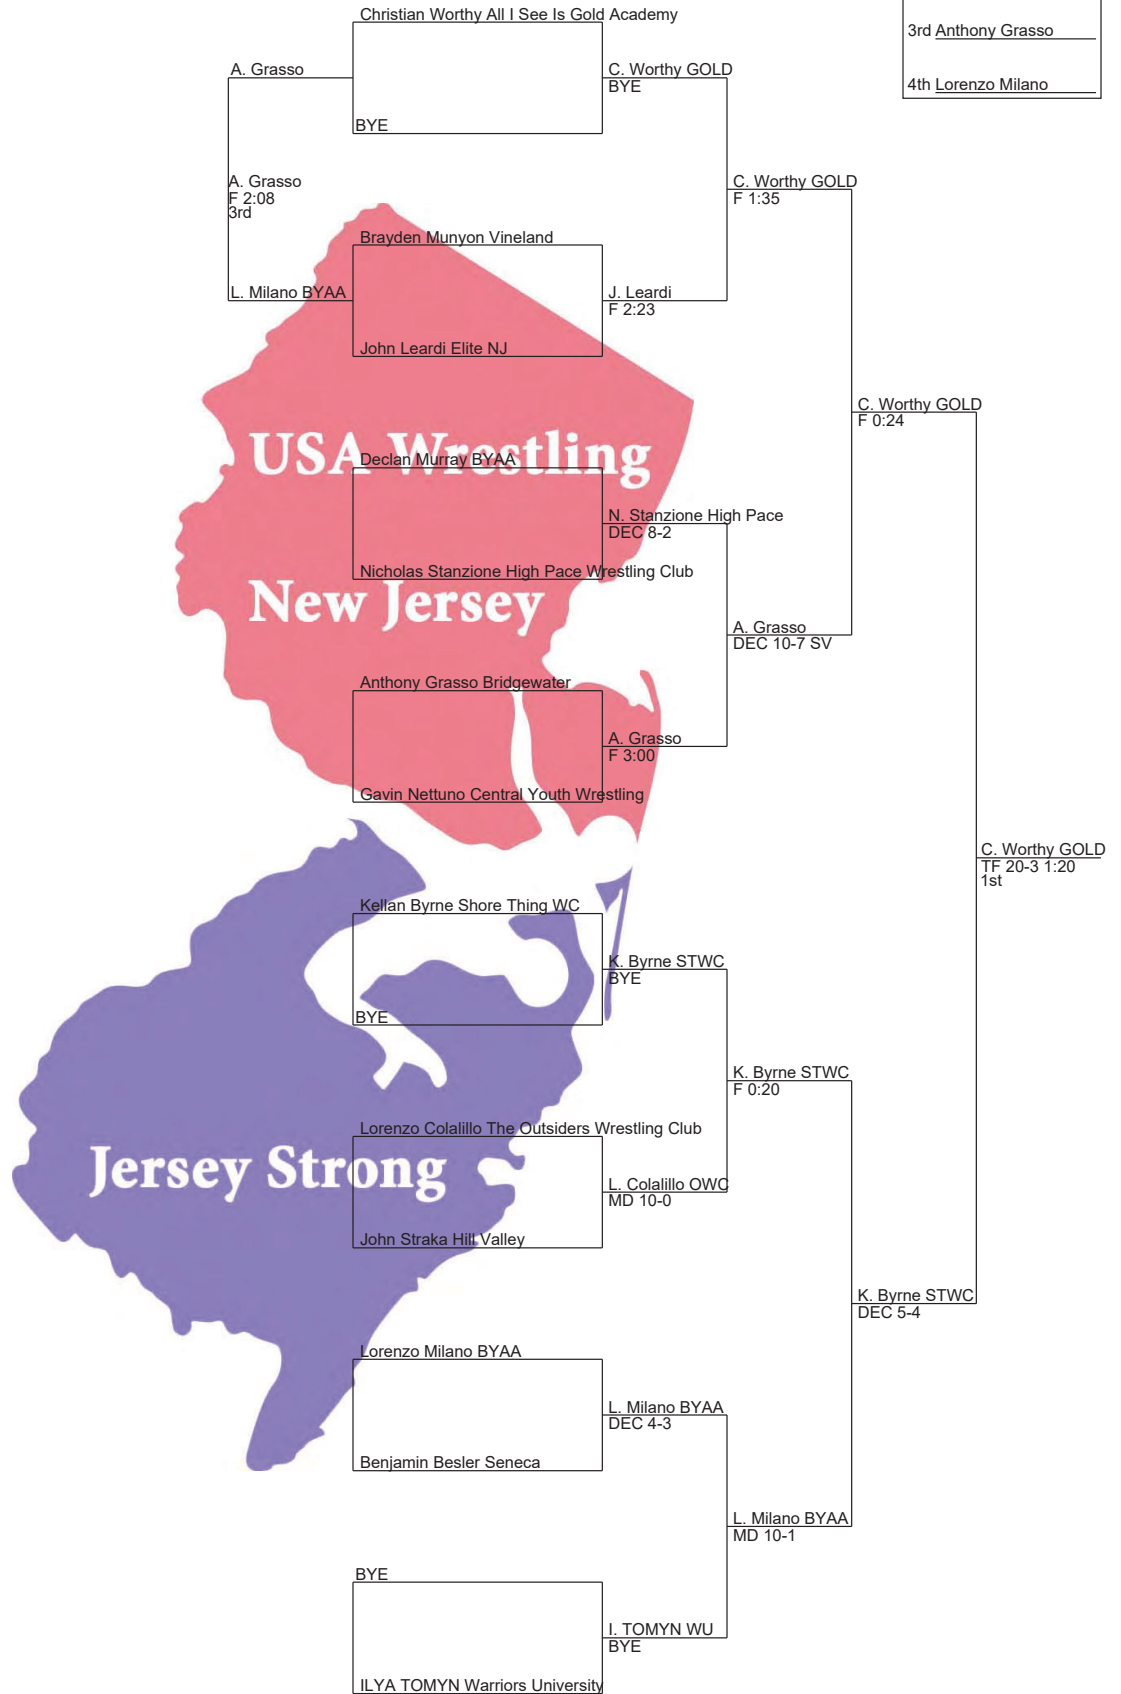 Christian Worthy All I See Is Gold Academy
3rd Anthony Grasso
A. Grasso
C. Worthy GOLD
BYE
4th Lorenzo Milano
BYE
A. Grasso
F 2:08
3rd
C. Worthy GOLD
F 1:35
Brayden Munyon Vineland
L. Milano BYAA
J. Leardi
F 2:23
John Leardi Elite NJ
C. Worthy GOLD
F 0:24
USA Wrestling
Declan Murray BYAA
N. Stanzione High Pace
DEC 8-2
Nicholas Stanzione High Pace Wrestling Club
New Jersey
A. Grasso
DEC 10-7 SV
Anthony Grasso Bridgewater
A. Grasso
F 3:00
Gavin Nettuno Central Youth Wrestling
C. Worthy GOLD
TF 20-3 1:20
1st
Kellan Byrne Shore Thing WC
K. Byrne STWC
BYE
BYE
K. Byrne STWC
F 0:20
Lorenzo Colalillo The Outsiders Wrestling Club
Jersey Strong
L. Colalillo OWC
MD 10-0
John Straka Hill Valley
K. Byrne STWC
DEC 5-4
Lorenzo Milano BYAA
L. Milano BYAA
DEC 4-3
Benjamin Besler Seneca
L. Milano BYAA
MD 10-1
BYE
I. TOMYN WU
BYE
ILYA TOMYN Warriors University